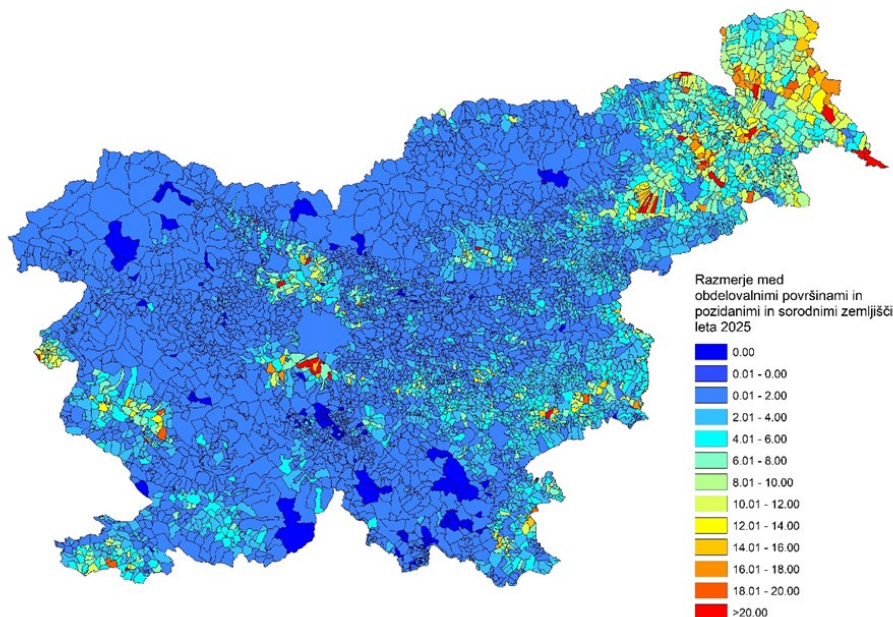 Razmerje med
obdelovalnimi površinami in
pozidanimi in sorodnimi zemljišči
leta 2025
0.00
0.01 - 0.00
0.01 - 2.00
2.01 - 4.00
4.01 - 6.00
6.01 - 8.00
8.01 - 10.00
10.01 - 12.00
12.01 - 14.00
14.01 - 16.00
16.01 - 18.00
18.01 - 20.00
>20.00